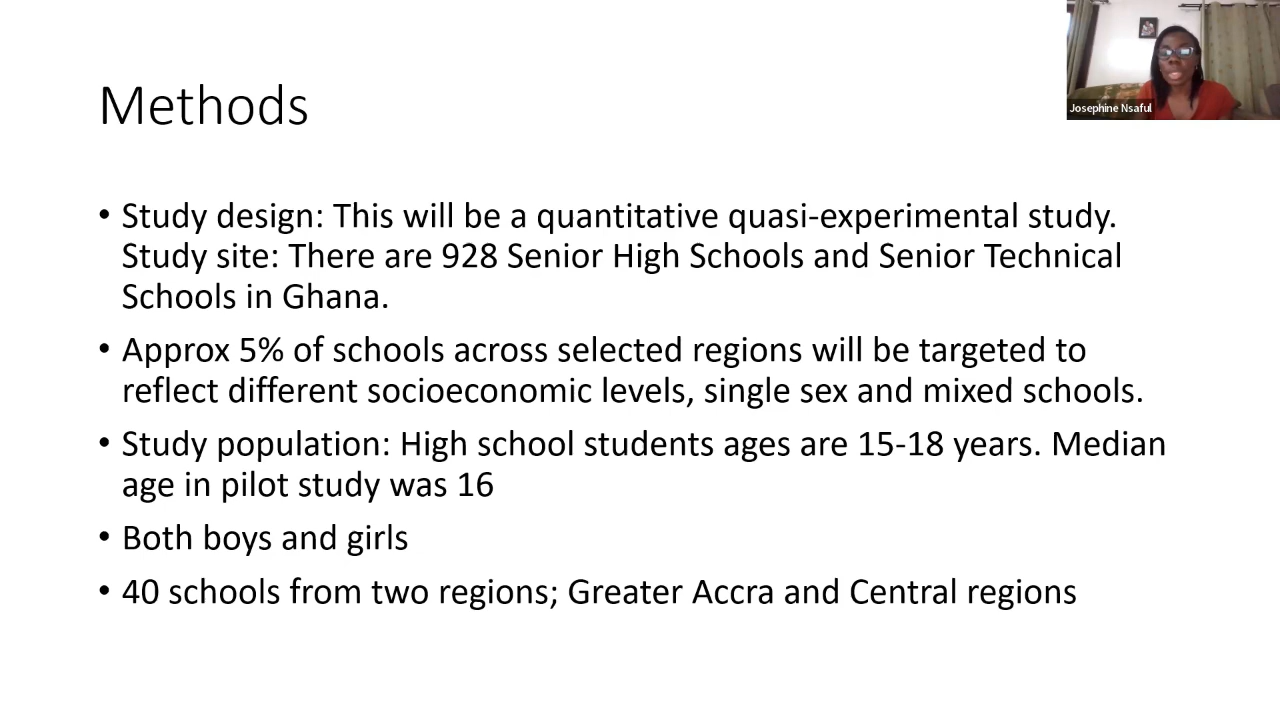 Josephine Nsaful
Methods
• Study design: This will be a quantitative quasi-experimental study.
Study site: There are 928 Senior High Schools and Senior Technical
Schools in Ghana.
• Approx 5% of schools across selected regions will be targeted to
reflect different socioeconomic levels, single sex and mixed schools.
• Study population: High school students ages are 15-18 years. Median
age in pilot study was 16
• Both boys and girls
• 40 schools from two regions; Greater Accra and Central regions